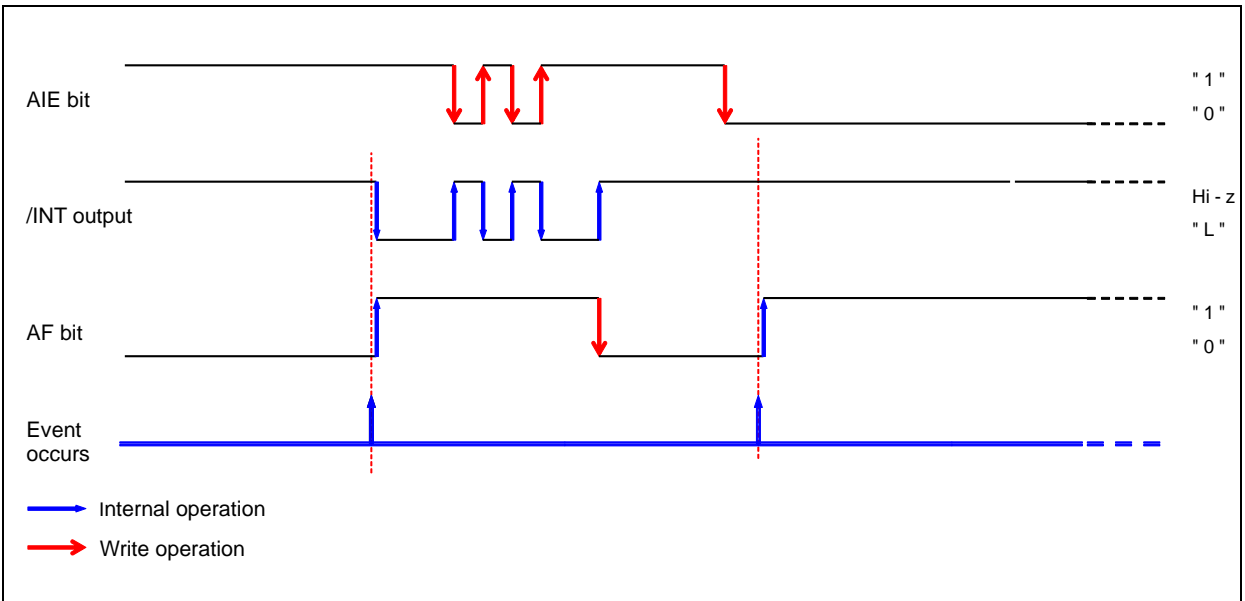 AIE bit
" 1 "
" 0 "
/INT output
Hi - z
" L "
AF bit
" 1 "
" 0 "
Event
occurs
Internal operation
Write operation